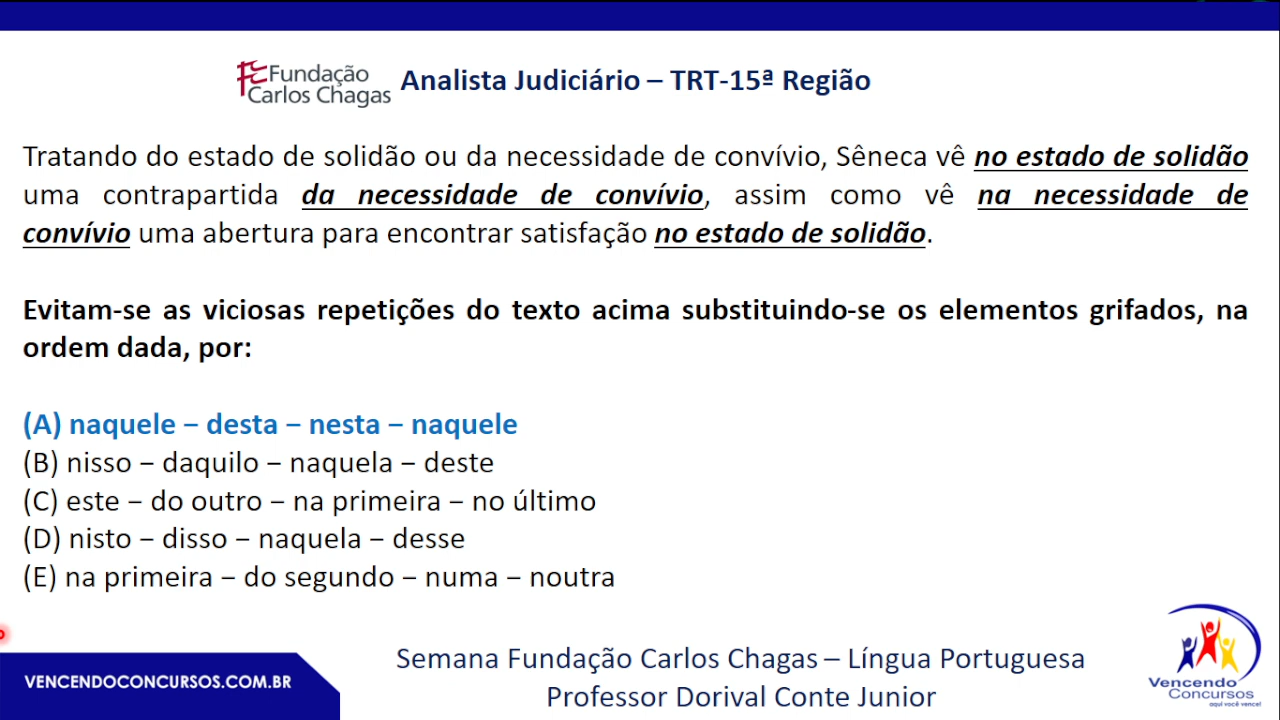 Fundação
Carlos Chagas
Analista Judiciário – TRT-15ª Região
Tratando do estado de solidão ou da necessidade de convívio, Sêneca vê no estado de solidão
uma contrapartida da necessidade de convívio, assim como vê na necessidade de
convívio uma abertura para encontrar satisfação no estado de solidão.
Evitam-se as viciosas repetições do texto acima substituindo-se os elementos grifados, na
ordem dada, por:
(A) naquele − desta − nesta − naquele
(B) nisso − daquilo − naquela − deste
(C) este − do outro − na primeira − no último
(D) nisto − disso − naquela − desse
(E) na primeira − do segundo − numa − noutra
Semana Fundação Carlos Chagas – Língua Portuguesa
Professor Dorival Conte Junior
VENCENDOCONCURSOS.COM.BR
Vencendo
Concursos
aqui você vence!